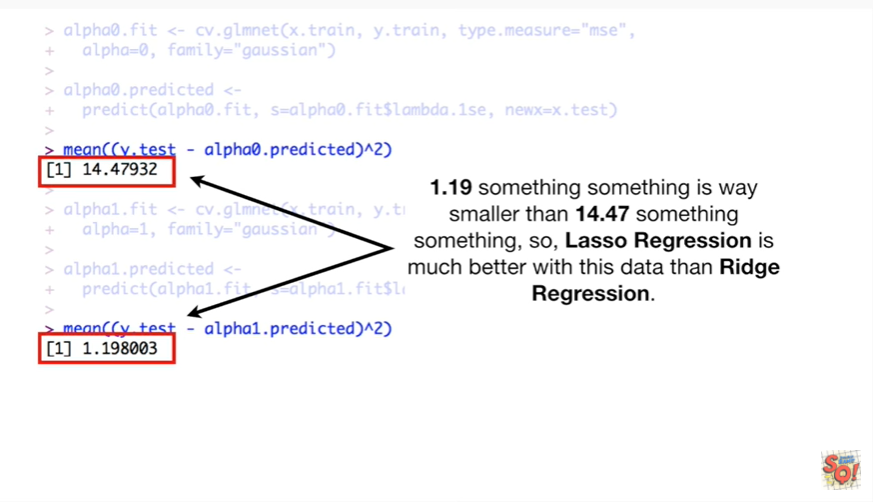 > alpha0.fit <- cv.glmnet(x.train, y.train, type.measure="mse",
+ alpha=0, family="gaussian")
>
> alpha0.predicted <-
+ predict(alpha0.fit, s=alpha0.fit$lambda.1se, newx=x.test)
>
> mean((y.test - alpha0.predicted)^2)
[1] 14.47932
>
> alpha1.fit <- cv.glmnet(x.train, y.t
+ alpha=1, family="gaussian")
>
> alpha1.predicted <-
+ predict(alpha1.fit, s=alpha1.fit$l
>
> mean((y.test - alpha1.predicted)^2)
[1] 1.198003
1.19 something something is way
smaller than 14.47 something
something, so, Lasso Regression is
much better with this data than Ridge
Regression.
SQ!